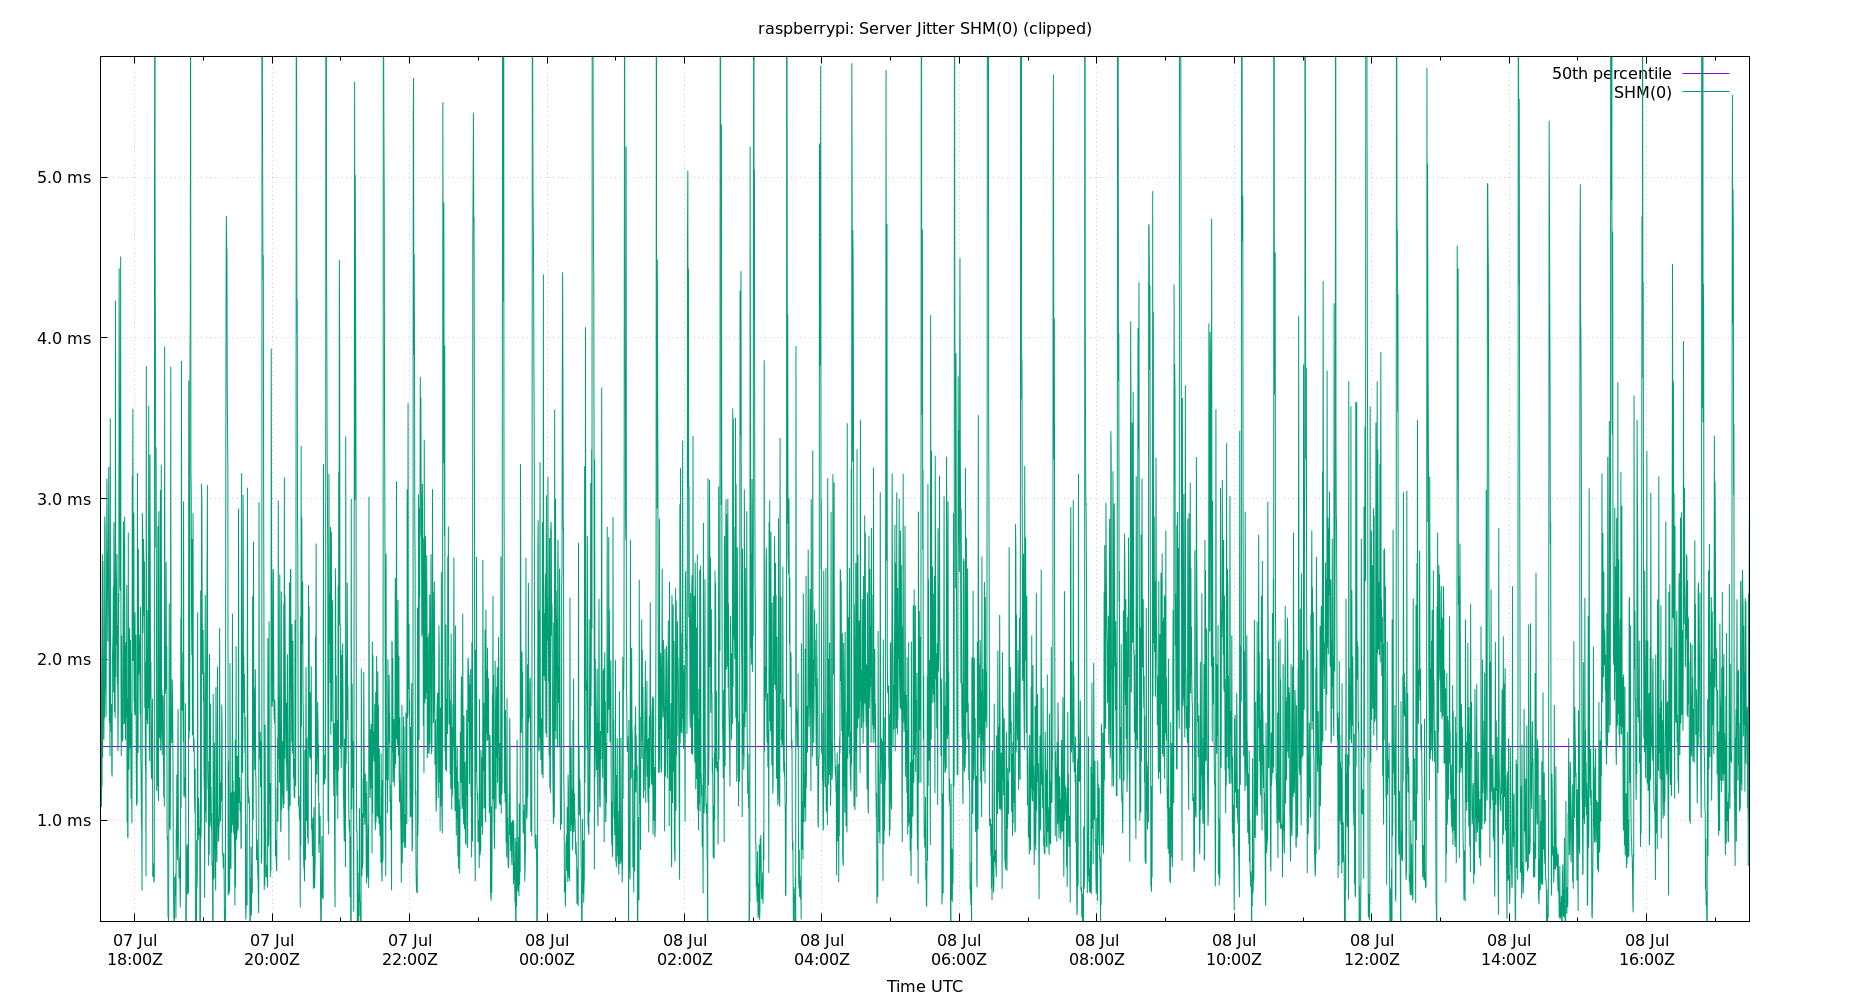 raspberrypi: Server Jitter SHM(0) (clipped)
50th percentile
SHM(0)
5.0 ms
4.0 ms
3.0 ms
2.0 ms
1.0 ms
07 Jul 07 Jul 07 Jul 08 Jul 08 Jul 08 Jul 08 Jul 08 Jul 08 Jul 08 Jul 08 Jul 08 Jul
18:00Z 20:00Z 22:00Z 00:00Z 02:00Z 04:00Z 06:00Z 08:00Z 10:00Z 12:00Z 14:00Z 16:00Z
Time UTC